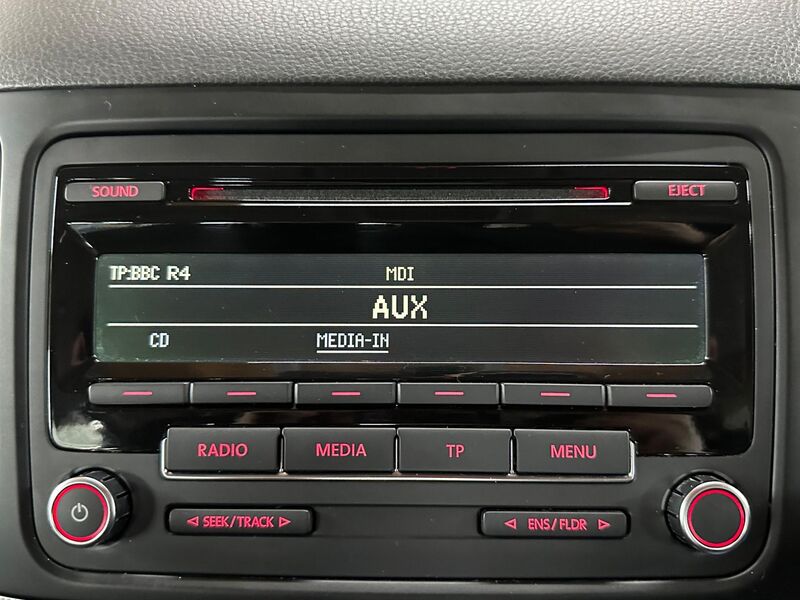 SOUND EJECT
TP:BBC R4 MDI
AUX
CD MEDIA-IN
RADIO MEDIA TP MENU
SEEK/TRACK ENS/FLDR